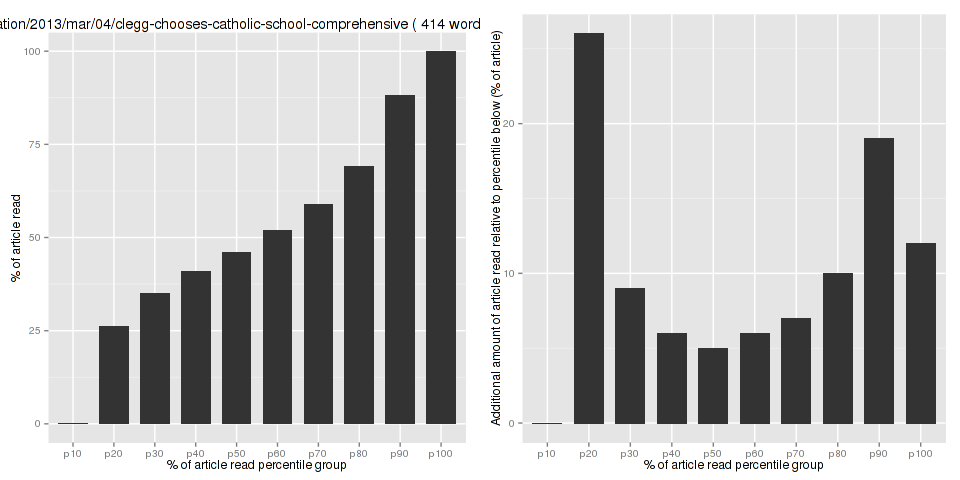 ation/2013/mar/04/clegg-chooses-catholic-school-comprehensive ( 414 word
% of article read
100
75
50
25
0
p10 p20 p30 p40 p50 p60 p70 p80 p90 p100
% of article read percentile group
Additional amount of article read relative to percentile below (% of article)
20
10
0
p10 p20 p30 p40 p50 p60 p70 p80 p90 p100
% of article read percentile group